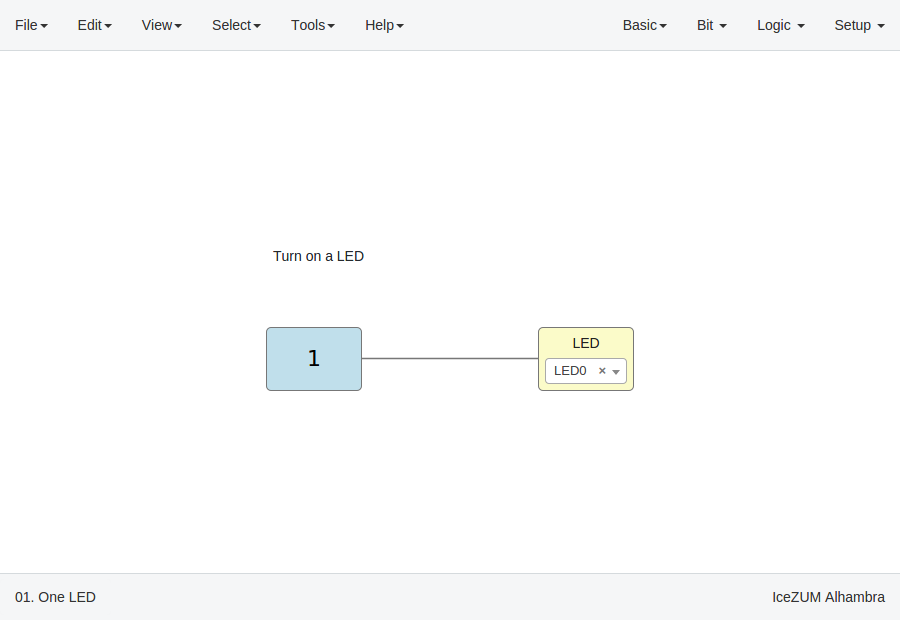 File Edit View Select Tools Help Basic Bit Logic Setup
Turn on a LED
1
LED
LED0 ×
01. One LED IceZUM Alhambra